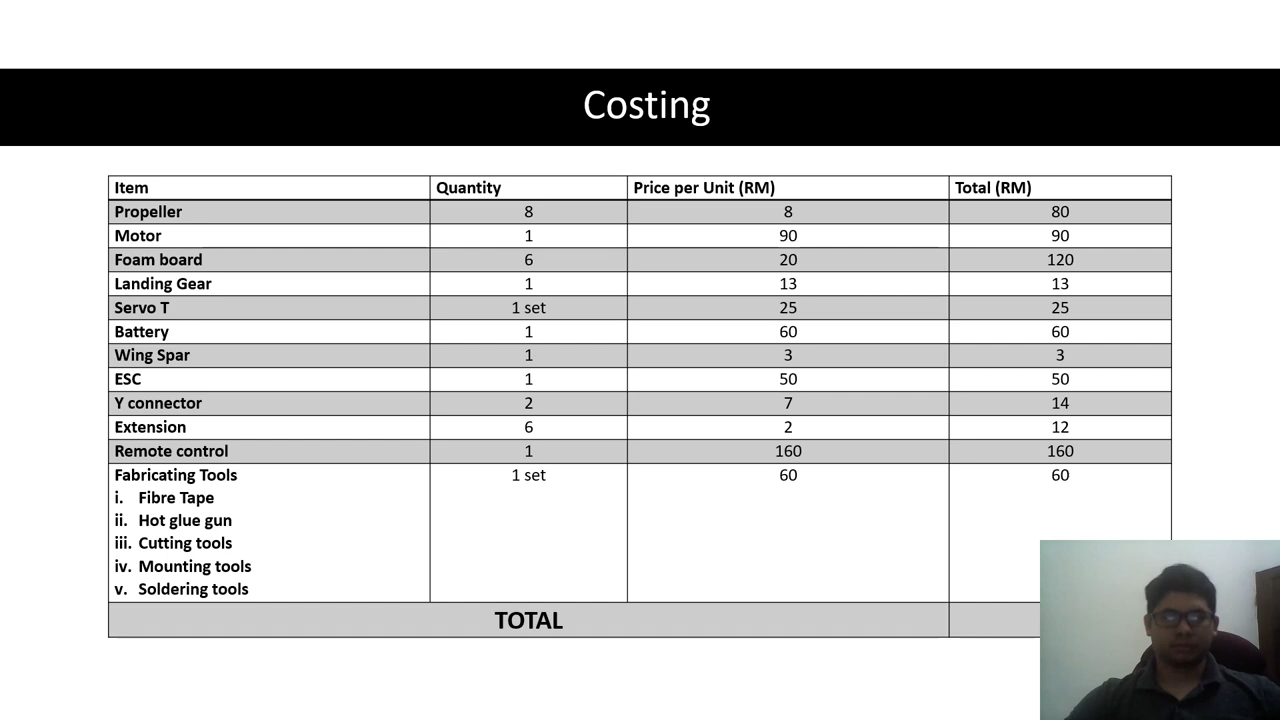 Costing
Item Quantity Price per Unit (RM) Total (RM)
Propeller 8 8 80
Motor 1 90 90
Foam board 6 20 120
Landing Gear 1 13 13
Servo T 1 set 25 25
Battery 1 60 60
Wing Spar 1 3 3
ESC 1 50 50
Y connector 2 7 14
Extension 6 2 12
Remote control 1 160 160
Fabricating Tools 1 set 60 60
i. Fibre Tape
ii. Hot glue gun
iii. Cutting tools
iv. Mounting tools
v. Soldering tools
TOTAL